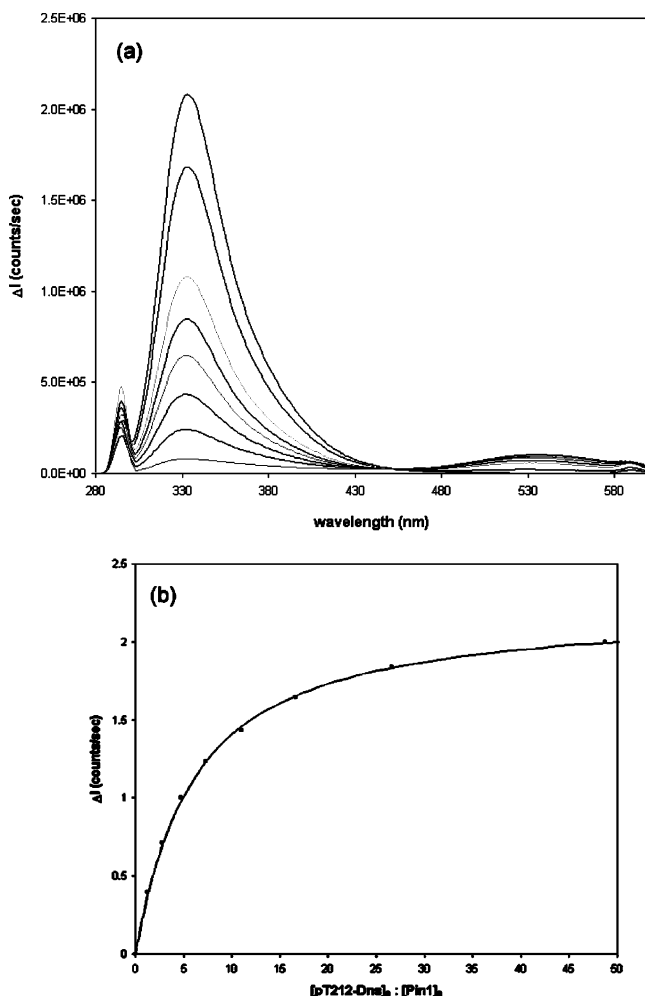 (a)
2.5E+06
2.0E+06
1.5E+06
1.0E+06
5.0E+05
0.0E+00
ΔI (counts/sec)
280 330 380 430 480 530 580
wavelength (nm)
(b)
2.5
2
1.5
1
0.5
0
ΔI (counts/sec)
0 5 10 15 20 25 30 35 40 45 50
[pT212-Dns]₀ : [Pin1]₀